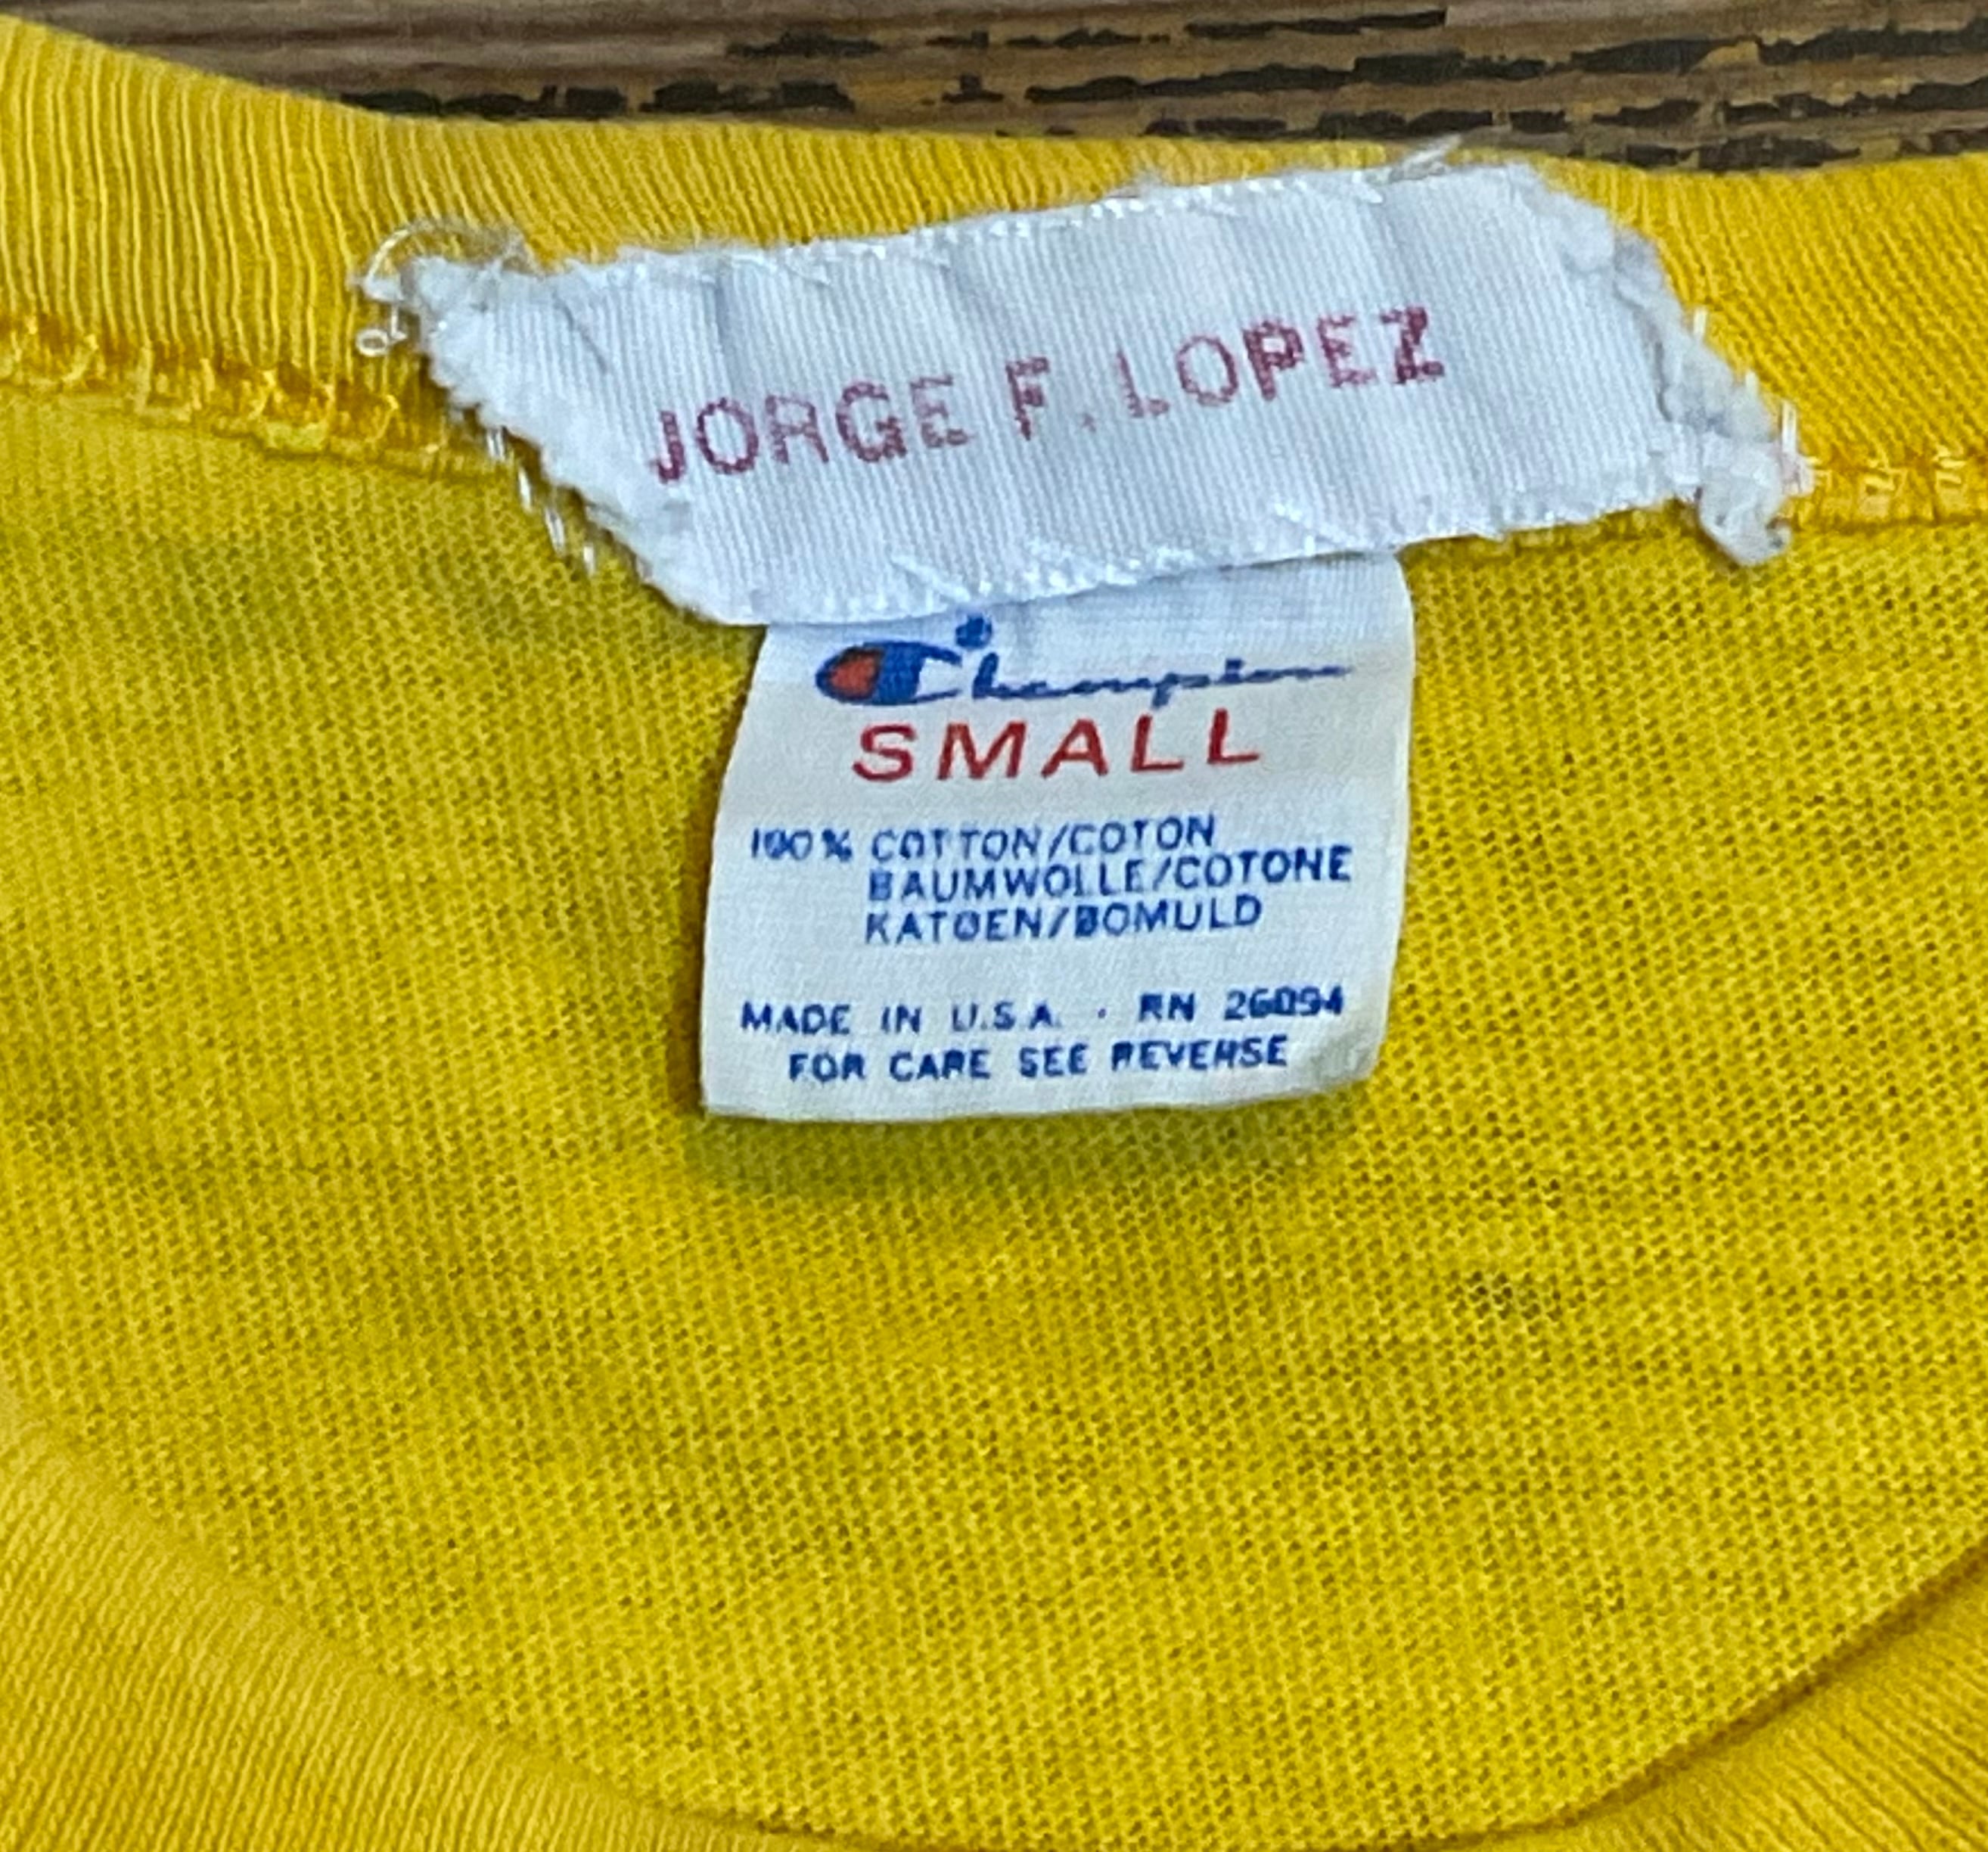 JORGE F. LOPEZ
Champion
SMALL
100% COTTON/COTON
BAUMWOLLE/COTONE
KATOEN/BOMULD
MADE IN U.S.A. · RN 26094
FOR CARE SEE REVERSE